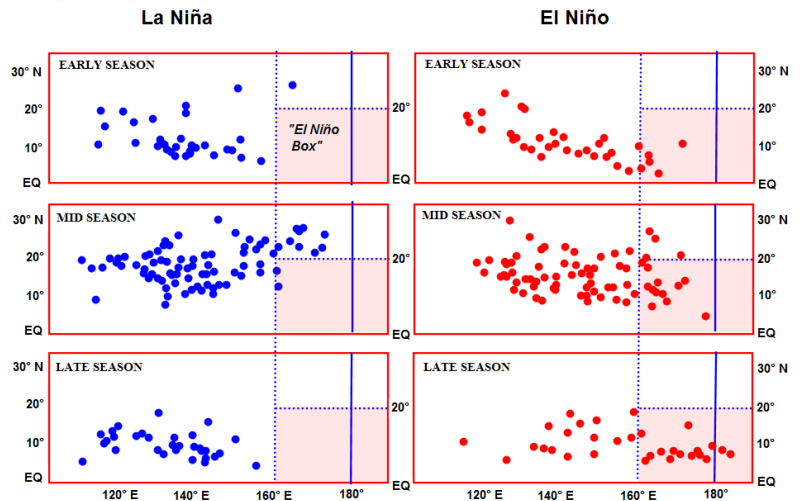 La Niña El Niño
EARLY SEASON EARLY SEASON
30° N 30° N
20° 20° 20°
"El Niño
Box"
10° 10° 10°
EQ EQ EQ
MID SEASON MID SEASON
30° N 30° N
20° 20° 20°
10° 10° 10°
EQ EQ EQ
LATE SEASON LATE SEASON
30° N 30° N
20° 20° 20°
10° 10° 10°
EQ EQ EQ
120° E 140° E 160° E 180° 120° E 140° E 160° E 180°